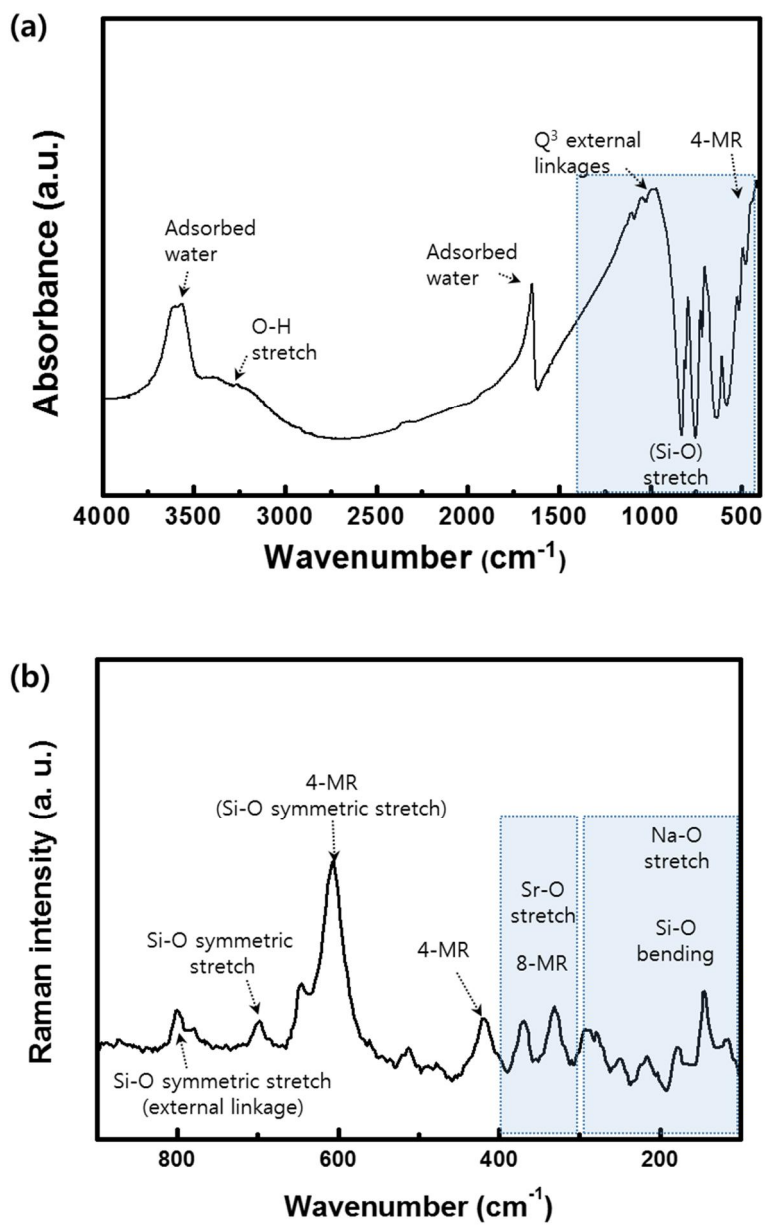 (a)
Absorbance (a.u.)
Adsorbed
water
O-H
stretch
Adsorbed
water
Q³ external
linkages
4-MR
(Si-O)
stretch
4000 3500 3000 2500 2000 1500 1000 500
Wavenumber (cm⁻¹)
(b)
Raman intensity (a. u.)
4-MR
(Si-O symmetric stretch)
Si-O symmetric
stretch
Si-O symmetric stretch
(external linkage)
4-MR
Sr-O
stretch
8-MR
Na-O
stretch
Si-O
bending
800 600 400 200
Wavenumber (cm⁻¹)